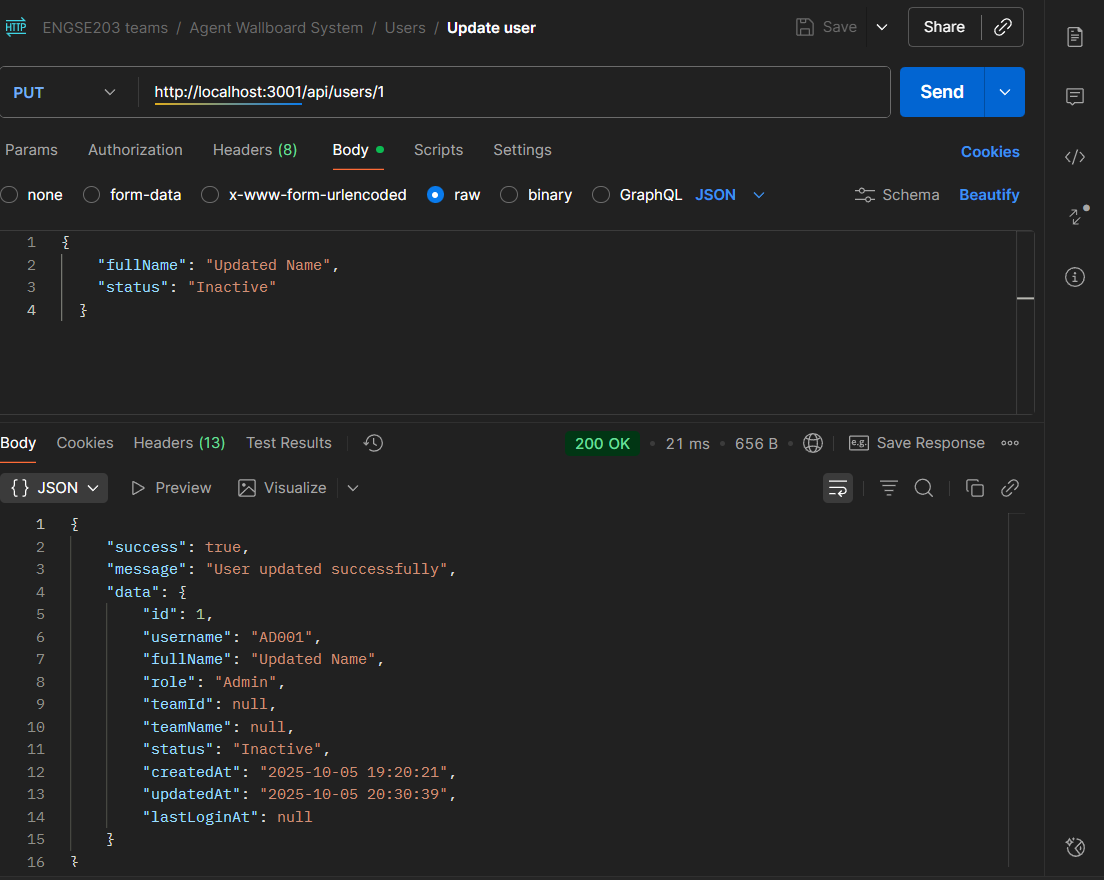 HTTP ENGSE203 teams / Agent Wallboard System / Users / Update user Save Share
PUT http://localhost:3001/api/users/1 Send
Params Authorization Headers (8) Body Scripts Settings Cookies
none form-data x-www-form-urlencoded raw binary GraphQL JSON Schema Beautify
1 {
2 "fullName": "Updated Name",
3 "status": "Inactive"
4 }
Body Cookies Headers (13) Test Results 200 OK 21 ms 656 B e.g. Save Response
{} JSON Preview Visualize
1 {
2 "success": true,
3 "message": "User updated successfully",
4 "data": {
5 "id": 1,
6 "username": "AD001",
7 "fullName": "Updated Name",
8 "role": "Admin",
9 "teamId": null,
10 "teamName": null,
11 "status": "Inactive",
12 "createdAt": "2025-10-05 19:20:21",
13 "updatedAt": "2025-10-05 20:30:39",
14 "lastLoginAt": null
15 }
16 }